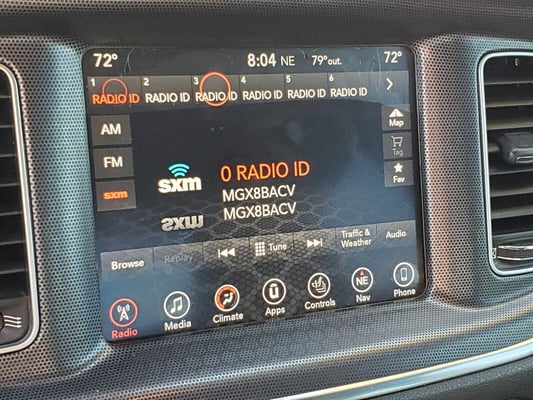 72° 8:04 NE 79°out. 72°
1 2 3 4 5 6
RADIO ID RADIO ID RADIO ID RADIO ID RADIO ID RADIO ID
AM
FM
sxm
sxm
0 RADIO ID
MGX8BACV
MGX8BACV
Map
Tag
Fav
Browse Replay Tune Traffic & Weather Audio
Radio Media Climate Apps Controls NE Nav Phone